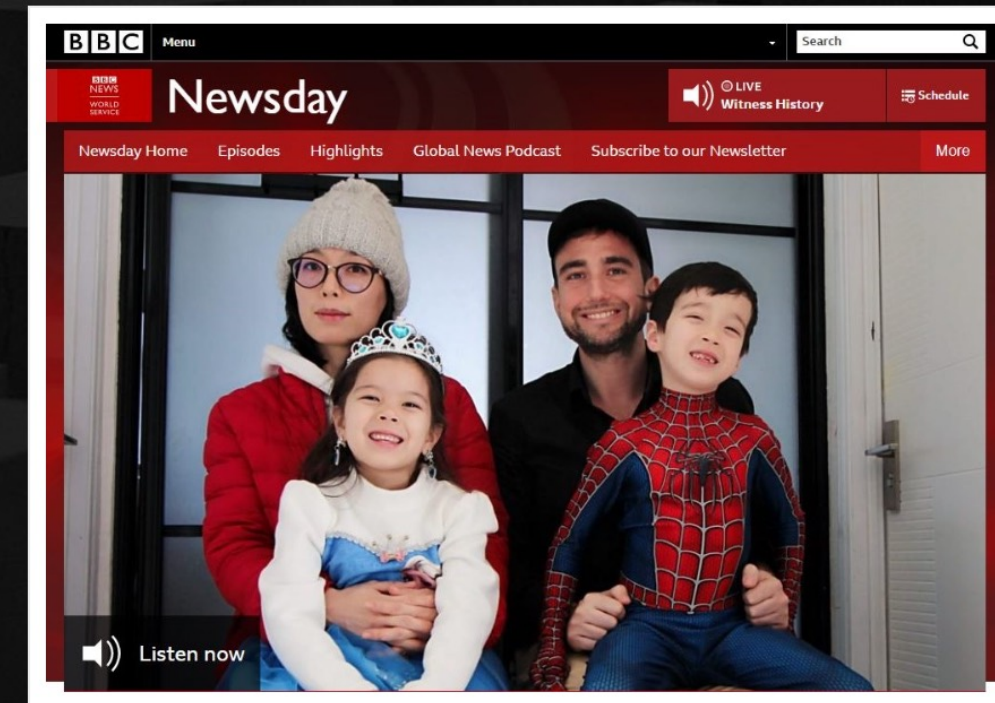 BBC
Menu
Search
BBC
NEWS
WORLD
SERVICE
Newsday
LIVE
Witness History
Schedule
Newsday Home
Episodes
Highlights
Global News Podcast
Subscribe to our Newsletter
More
Listen now